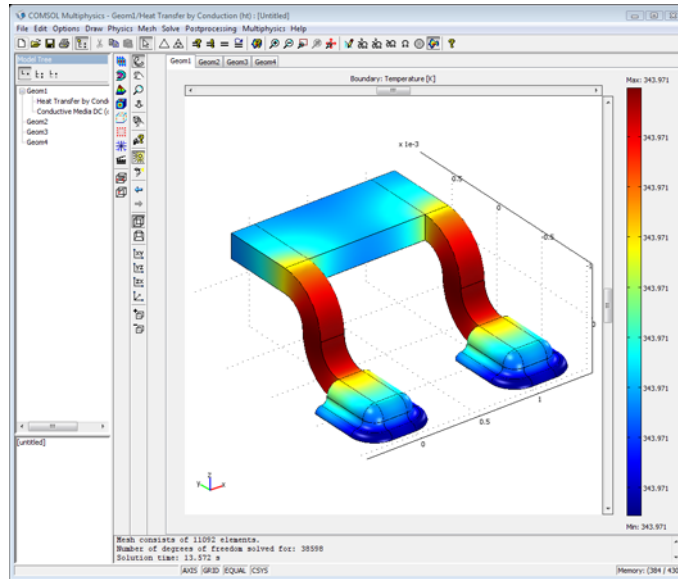 COMSOL Multiphysics - Geom1/Heat Transfer by Conduction (ht) : [Untitled]
File Edit Options Draw Physics Mesh Solve Postprocessing Multiphysics Help
Model Tree
Geom1
Heat Transfer by Cond
Conductive Media DC (
Geom2
Geom3
Geom4
[untitled]
Geom1 Geom2 Geom3 Geom4
Boundary: Temperature [K]
Max: 343.971
x 1e-3
0.5
0
-0.5
-1
0
0.5
1
z
y
x
343.971
343.971
343.971
343.971
343.971
343.971
343.971
343.971
Min: 343.971
Mesh consists of 11092 elements.
Number of degrees of freedom solved for: 38598
Solution time: 13.572 s
AXIS GRID EQUAL CSYS
Memory: (384 / 430